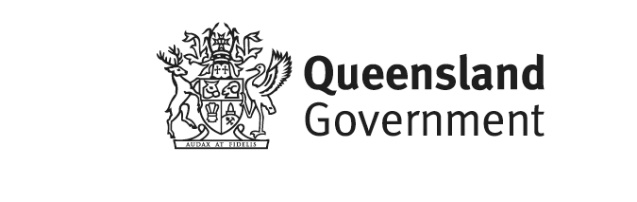 AUDAX AT FIDELIS
Queensland
Government